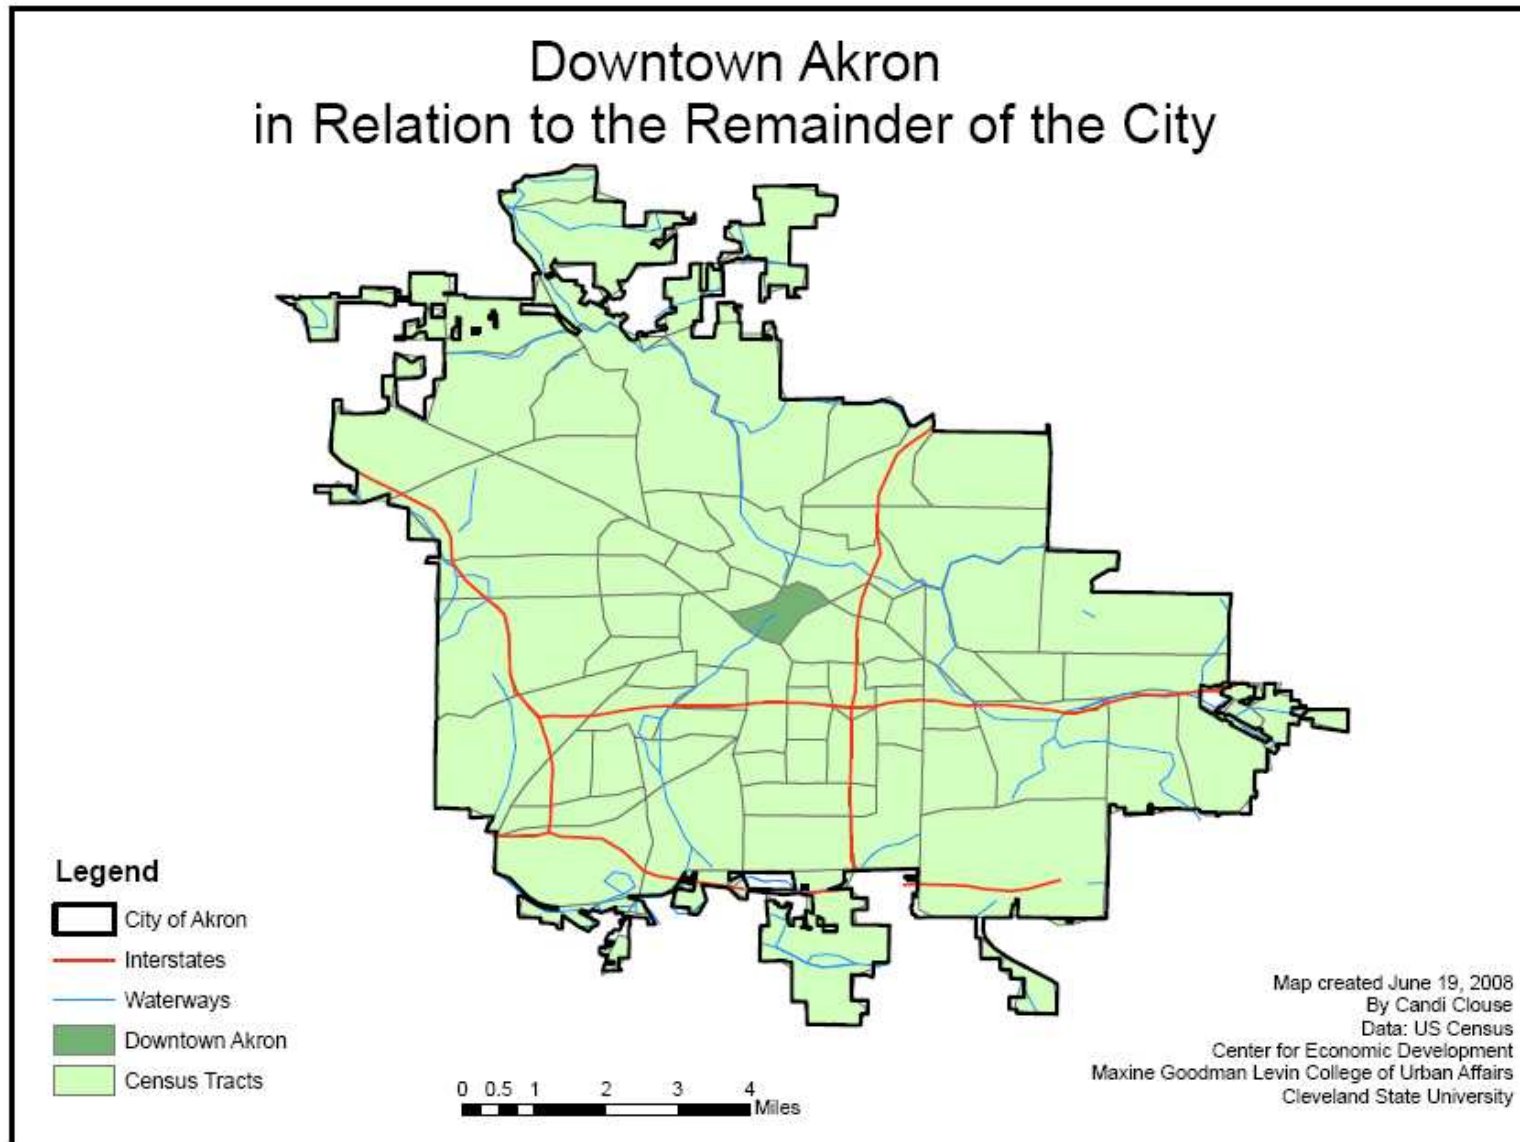 Downtown Akron
in Relation to the Remainder of the City
Legend
City of Akron
Interstates
Waterways
Downtown Akron
Census Tracts
0 0.5 1 2 3 4
Miles
Map created June 19, 2008
By Candi Clouse
Data: US Census
Center for Economic Development
Maxine Goodman Levin College of Urban Affairs
Cleveland State University